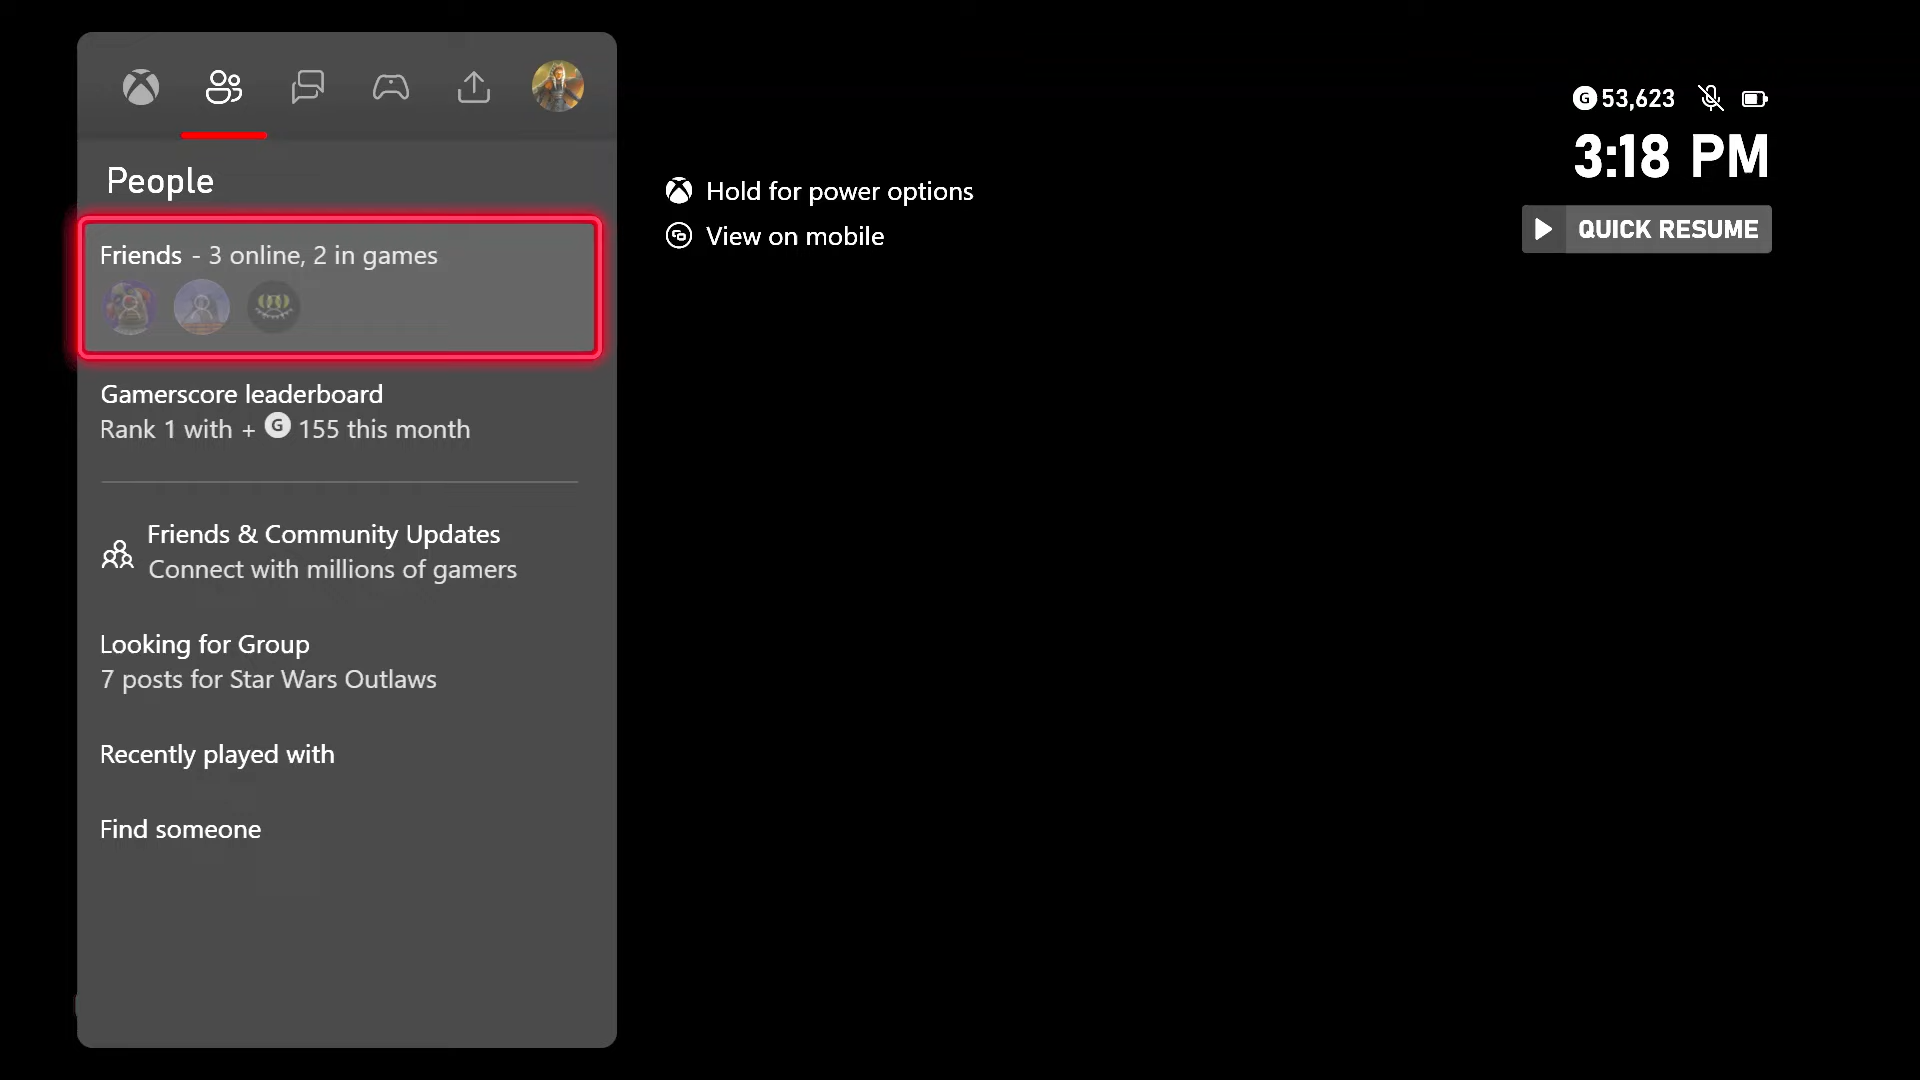 People
Friends - 3 online, 2 in games
Gamerscore leaderboard
Rank 1 with + G 155 this month
Friends & Community Updates
Connect with millions of gamers
Looking for Group
7 posts for Star Wars Outlaws
Recently played with
Find someone
Hold for power options
View on mobile
G 53,623
3:18 PM
QUICK RESUME